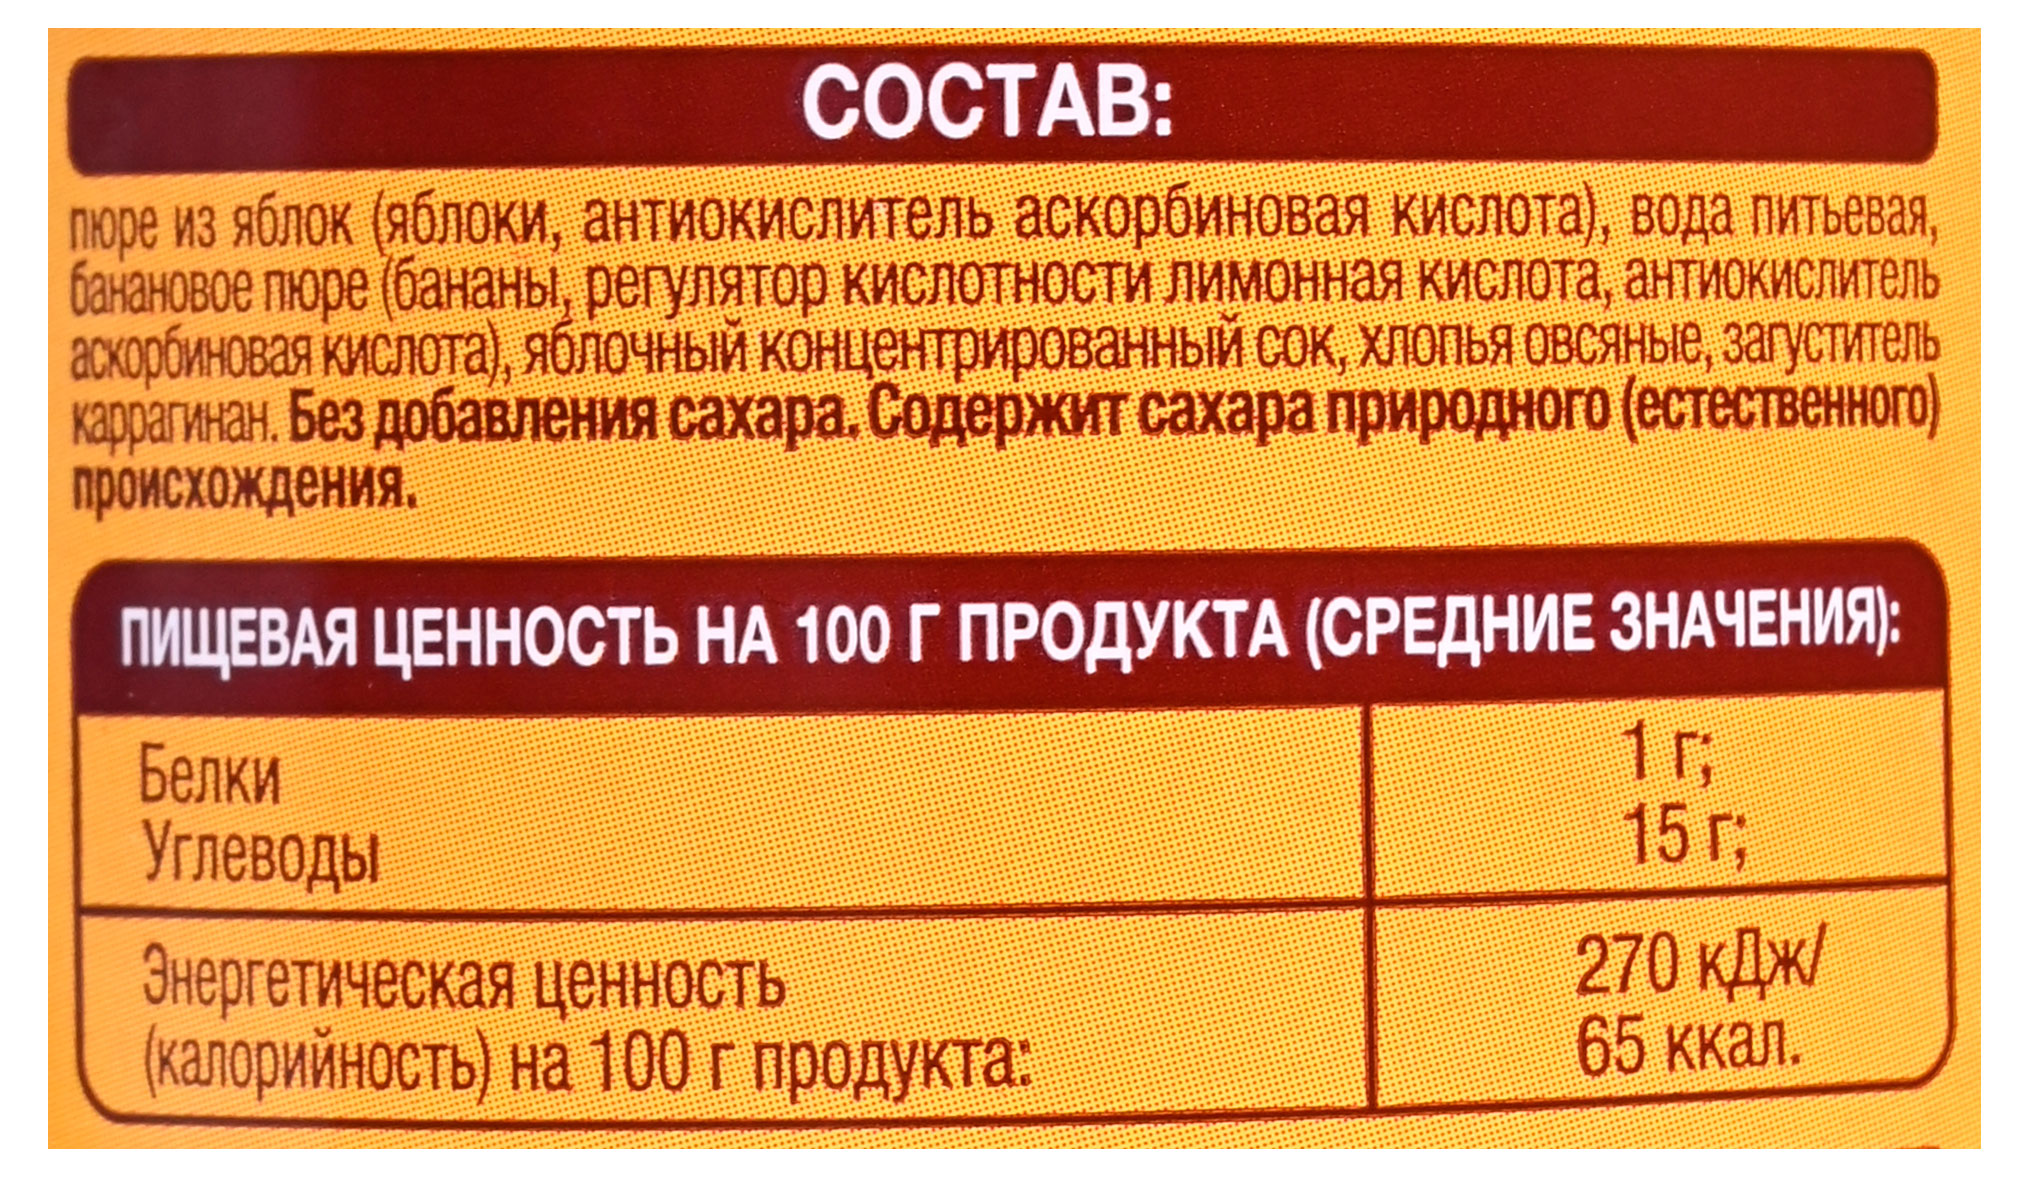 СОСТАВ:
пюре из яблок (яблоки, антиокислитель аскорбиновая кислота), вода питьевая,
банановое пюре (бананы, регулятор кислотности лимонная кислота, антиокислитель
аскорбиновая кислота), яблочный концентрированный сок, хлопья овсяные, загуститель
каррагинан. Без добавления сахара. Содержит сахара природного (естественного)
происхождения.
ПИЩЕВАЯ ЦЕННОСТЬ НА 100 Г ПРОДУКТА (СРЕДНИЕ ЗНАЧЕНИЯ):
Белки 1 г;
Углеводы 15 г;
Энергетическая ценность 270 кДж/
(калорийность) на 100 г продукта: 65 ккал.